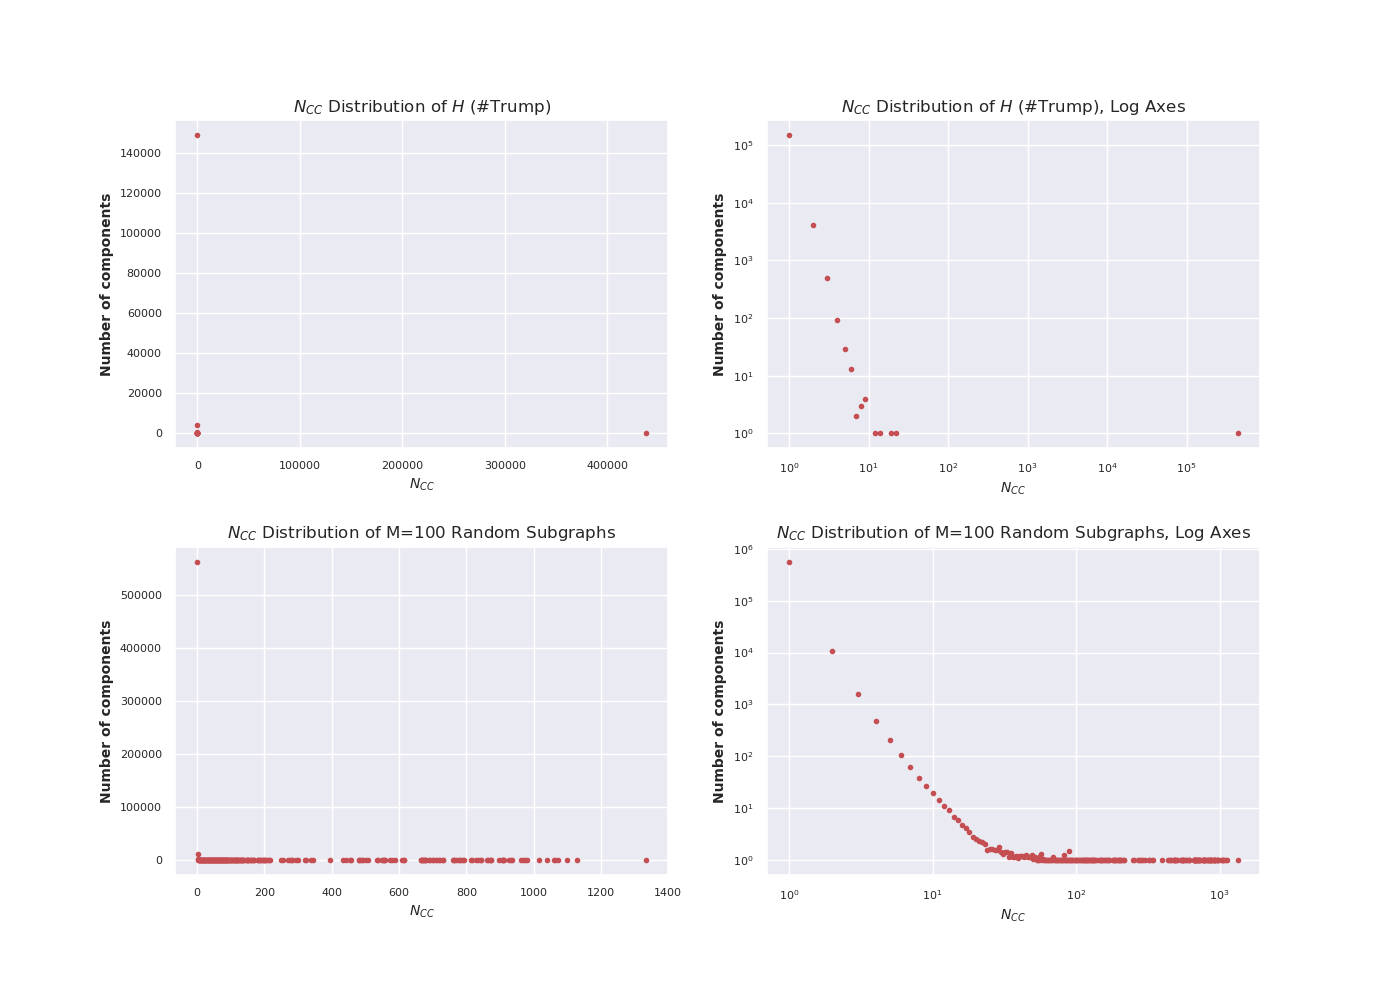 N_CC Distribution of H (#Trump)
Number of components
140000
120000
100000
80000
60000
40000
20000
0
0 100000 200000 300000 400000
N_CC
N_CC Distribution of H (#Trump), Log Axes
Number of components
10^5
10^4
10^3
10^2
10^1
10^0
10^0 10^1 10^2 10^3 10^4 10^5
N_CC
N_CC Distribution of M=100 Random Subgraphs
Number of components
500000
400000
300000
200000
100000
0
0 200 400 600 800 1000 1200 1400
N_CC
N_CC Distribution of M=100 Random Subgraphs, Log Axes
Number of components
10^6
10^5
10^4
10^3
10^2
10^1
10^0
10^0 10^1 10^2 10^3
N_CC